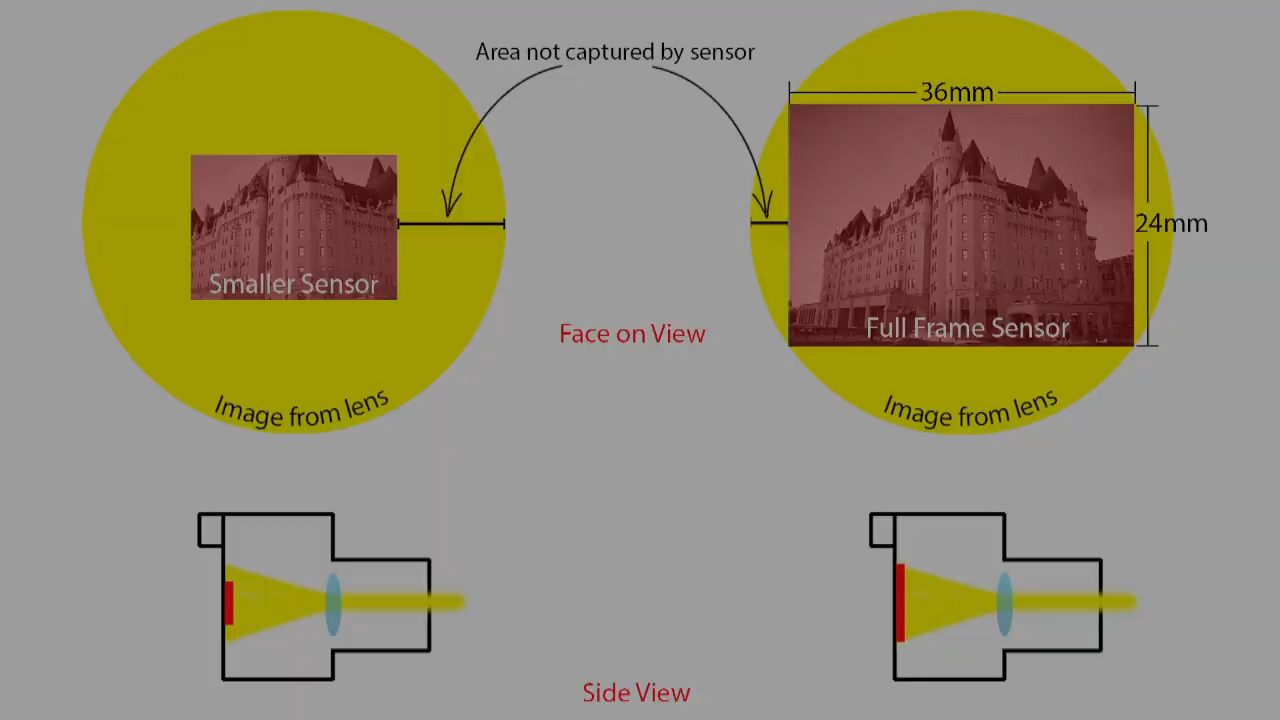 Area not captured by sensor
36mm
24mm
Smaller Sensor
Full Frame Sensor
Face on View
Image from lens
Image from lens
Side View